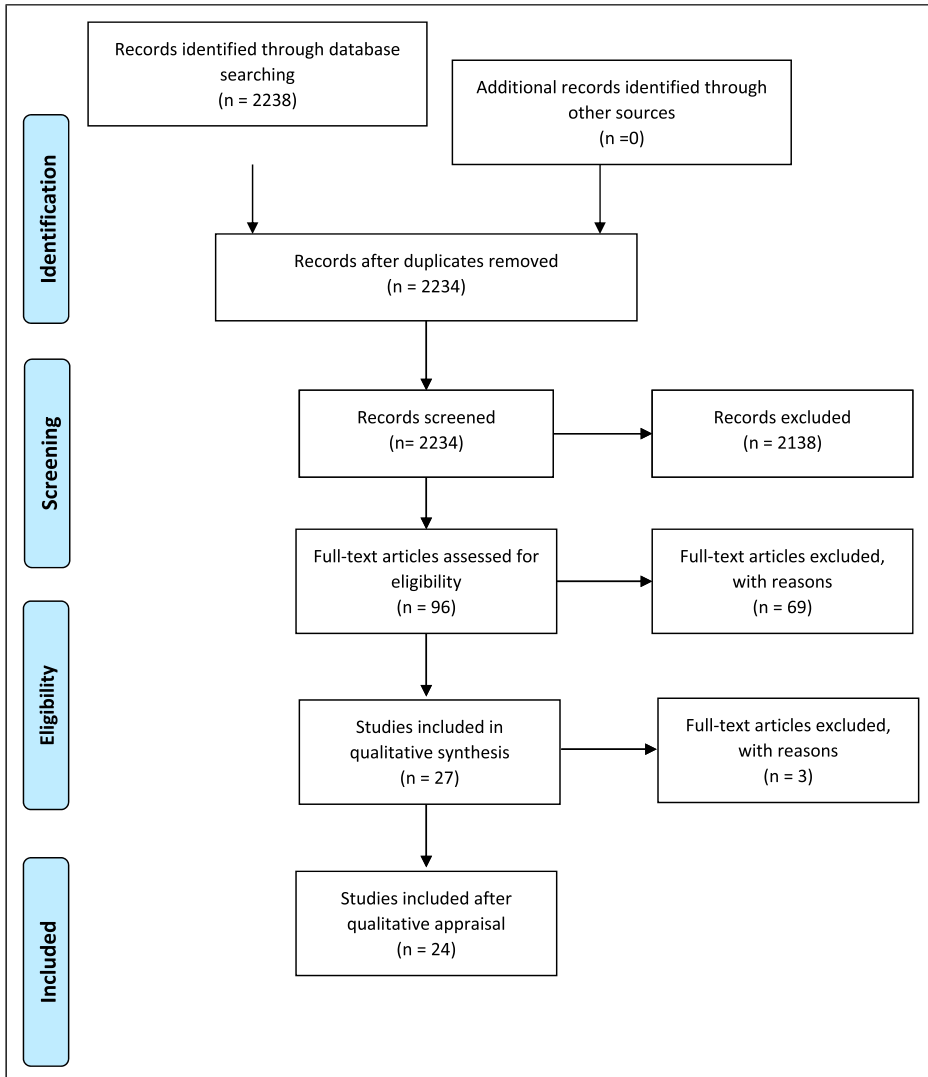 Records identified through database
searching
(n = 2238)
Additional records identified through
other sources
(n =0)
Identification
Records after duplicates removed
(n = 2234)
Screening
Records screened
(n= 2234)
Records excluded
(n = 2138)
Full-text articles assessed for
eligibility
(n = 96)
Full-text articles excluded,
with reasons
(n = 69)
Eligibility
Studies included in
qualitative synthesis
(n = 27)
Full-text articles excluded,
with reasons
(n = 3)
Included
Studies included after
qualitative appraisal
(n = 24)